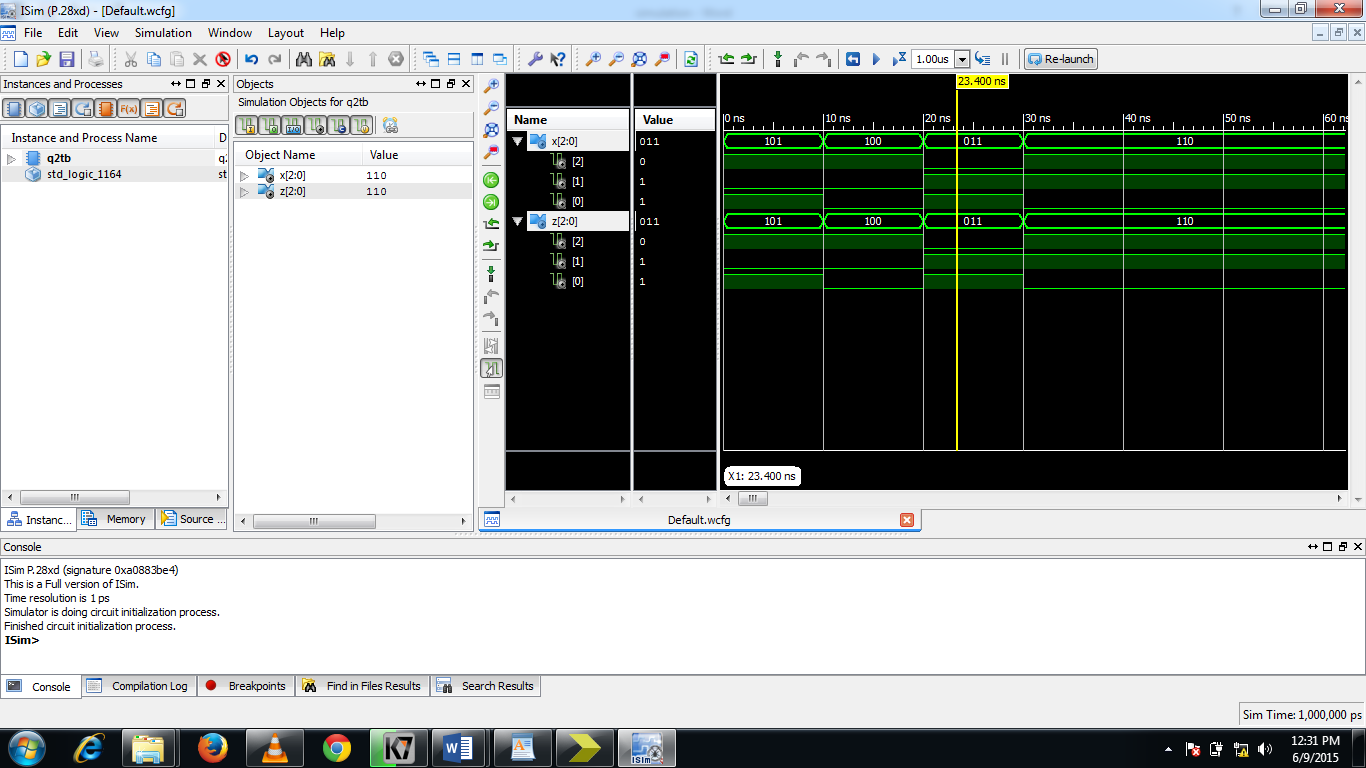 ISim (P.28xd) - [Default.wcfg]
File Edit View Simulation Window Layout Help
1.00us Re-launch
Instances and Processes
Instance and Process Name D
q2tb q2
std_logic_1164 st
Instanc... Memory Source ...
Objects
Simulation Objects for q2tb
Object Name Value
x[2:0] 110
z[2:0] 110
Name Value
x[2:0] 011
[2] 0
[1] 1
[0] 1
z[2:0] 011
[2] 0
[1] 1
[0] 1
23.400 ns
0 ns 10 ns 20 ns 30 ns 40 ns 50 ns 60 ns
101 100 011 110
101 100 011 110
X1: 23.400 ns
Default.wcfg
Console
ISim P.28xd (signature 0xa0883be4)
This is a Full version of ISim.
Time resolution is 1 ps
Simulator is doing circuit initialization process.
Finished circuit initialization process.
ISim>
Console Compilation Log Breakpoints Find in Files Results Search Results
Sim Time: 1,000,000 ps
12:31 PM
6/9/2015